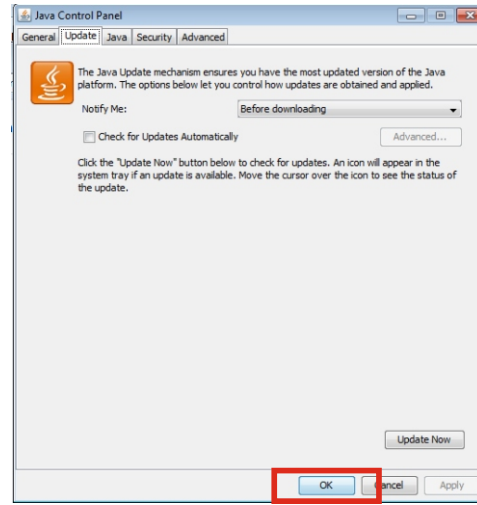 Java Control Panel
General Update Java Security Advanced
The Java Update mechanism ensures you have the most updated version of the Java
platform. The options below let you control how updates are obtained and applied.
Notify Me: Before downloading
Check for Updates Automatically Advanced...
Click the "Update Now" button below to check for updates. An icon will appear in the
system tray if an update is available. Move the cursor over the icon to see the status of
the update.
Update Now
OK Cancel Apply